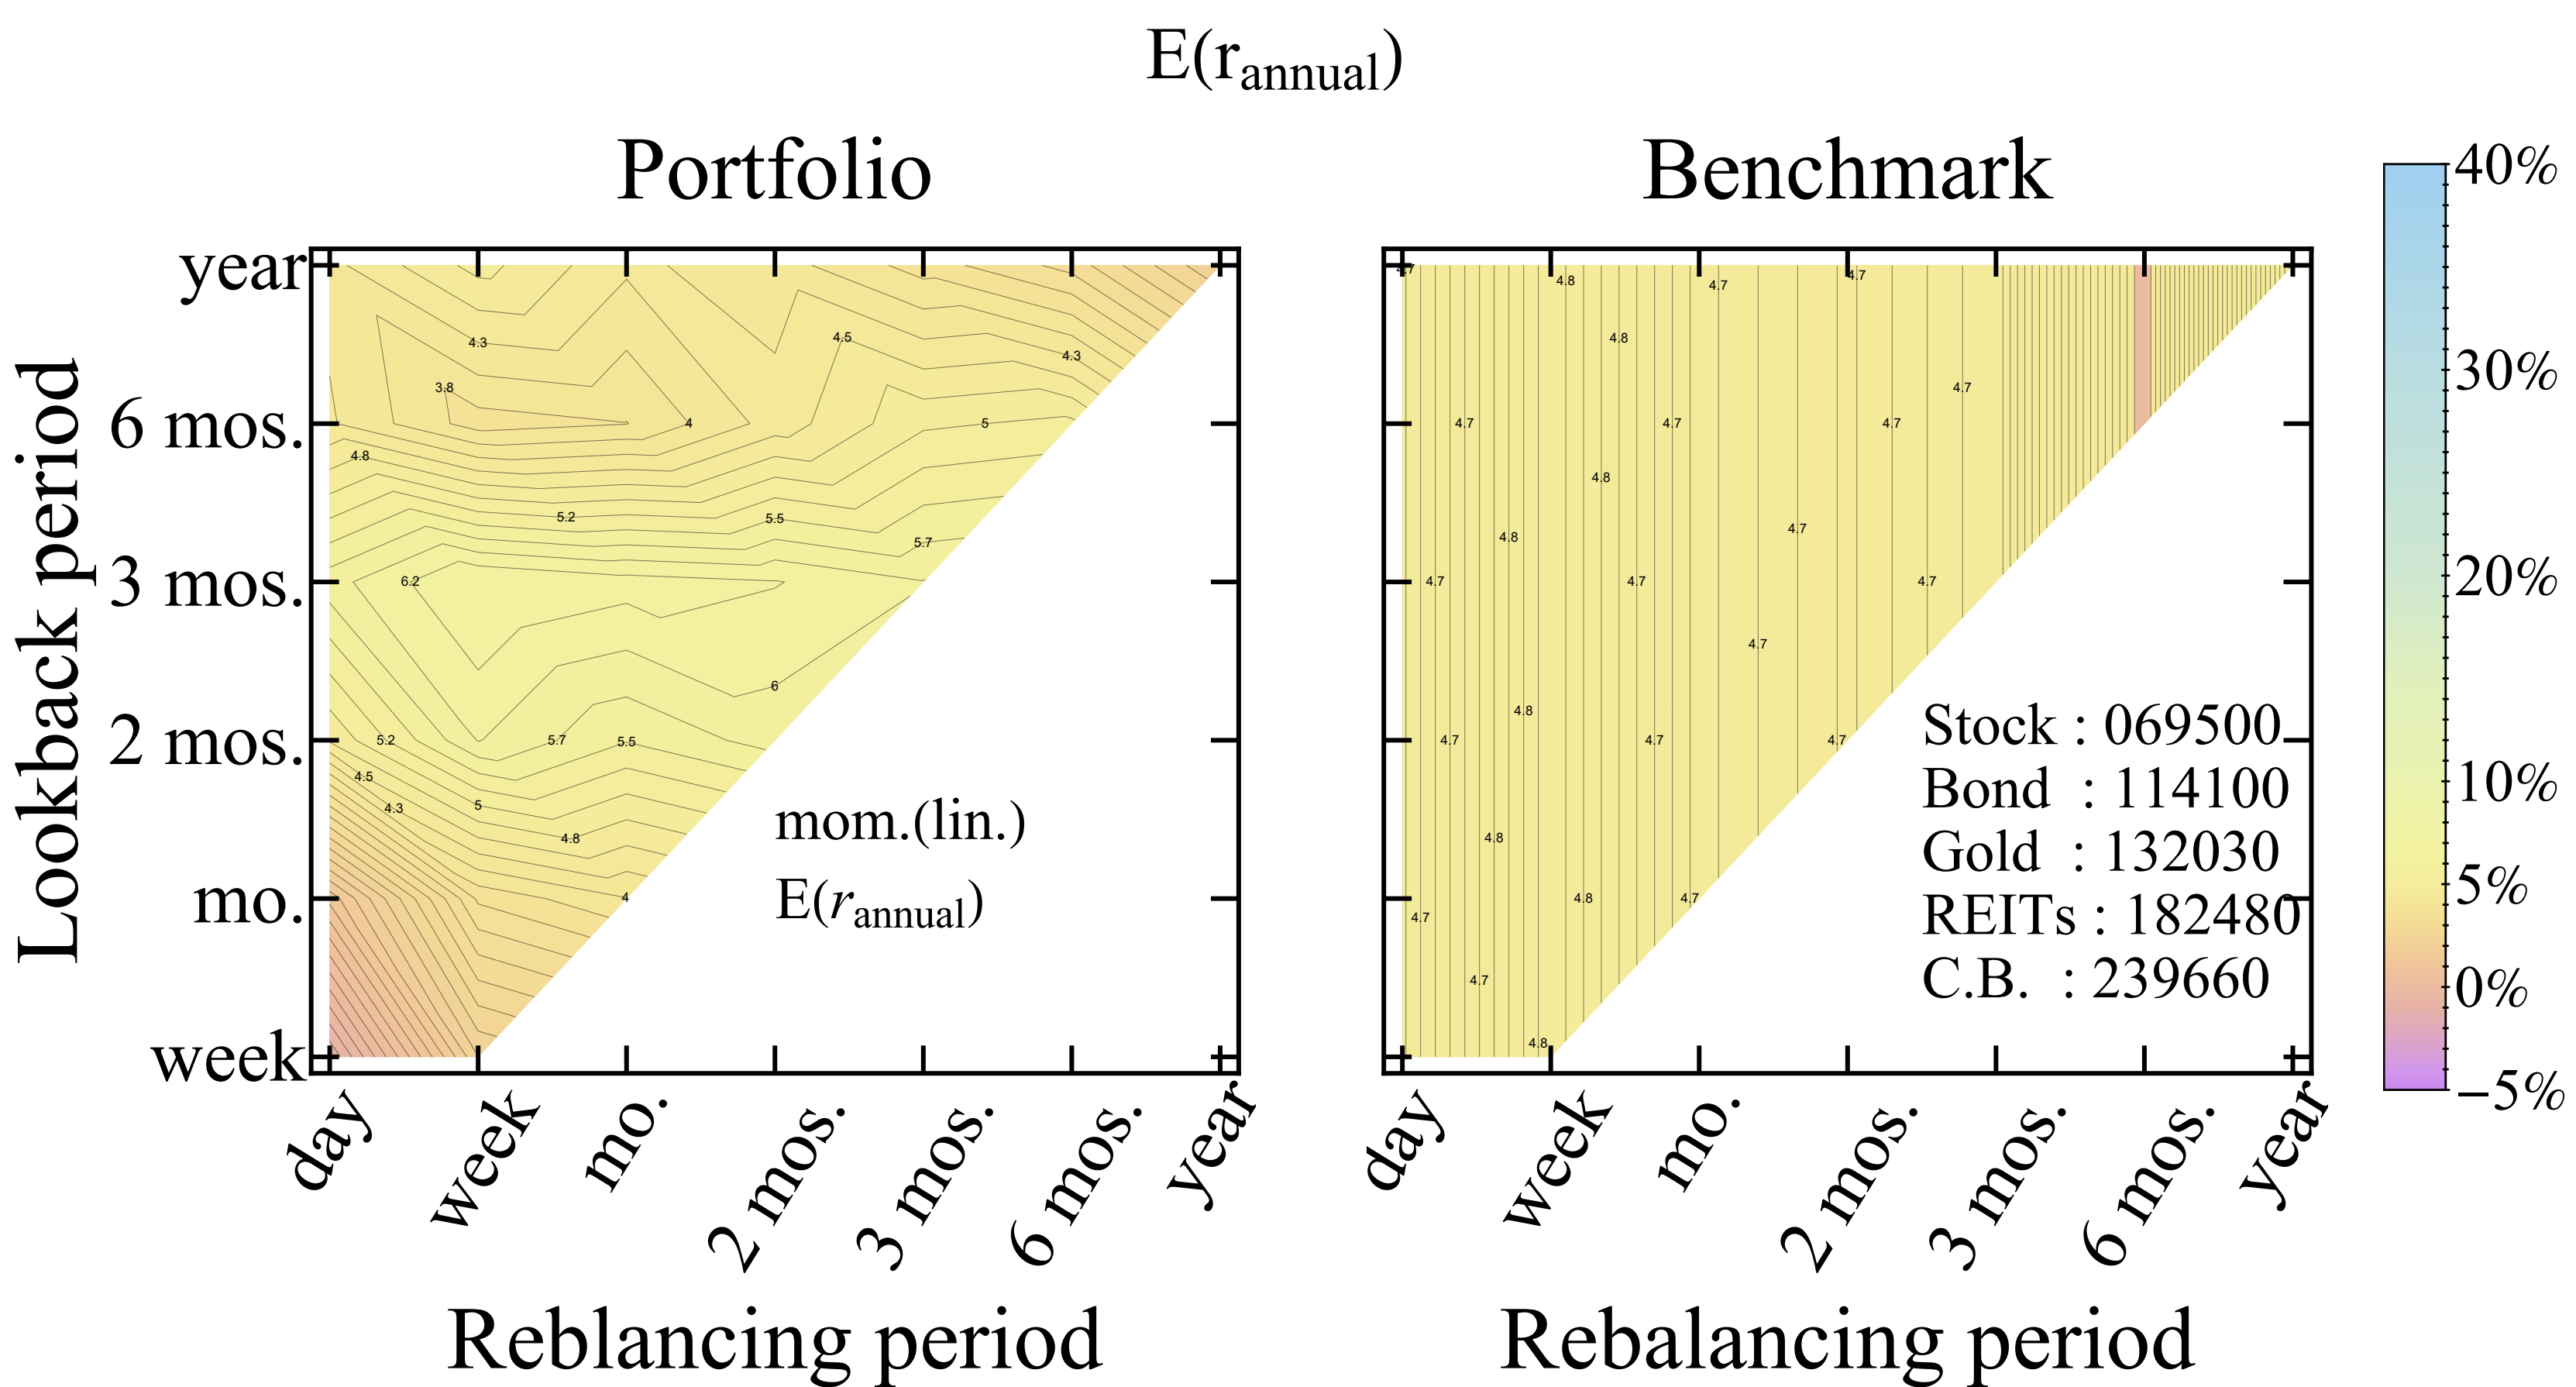 E(r_annual)
Portfolio
Benchmark
Lookback period
year
6 mos.
3 mos.
2 mos.
mo.
week
4.3
4.5
4.3
3.8
4
5
4.8
5.2
5.5
5.7
6.2
6
5.2
5.7
5.5
4.5
4.3
5
4.8
4
mom.(lin.)
E(r_annual)
day
week
mo.
2 mos.
3 mos.
6 mos.
year
Reblancing period
4.7
4.8
4.7
4.7
4.8
4.7
4.7
4.7
4.7
4.8
4.8
4.7
4.7
4.7
4.7
4.7
4.8
4.7
4.7
4.7
4.8
4.8
4.7
4.7
4.7
4.8
Stock : 069500
Bond : 114100
Gold : 132030
REITs : 182480
C.B. : 239660
day
week
mo.
2 mos.
3 mos.
6 mos.
year
Rebalancing period
40%
30%
20%
10%
5%
0%
−5%